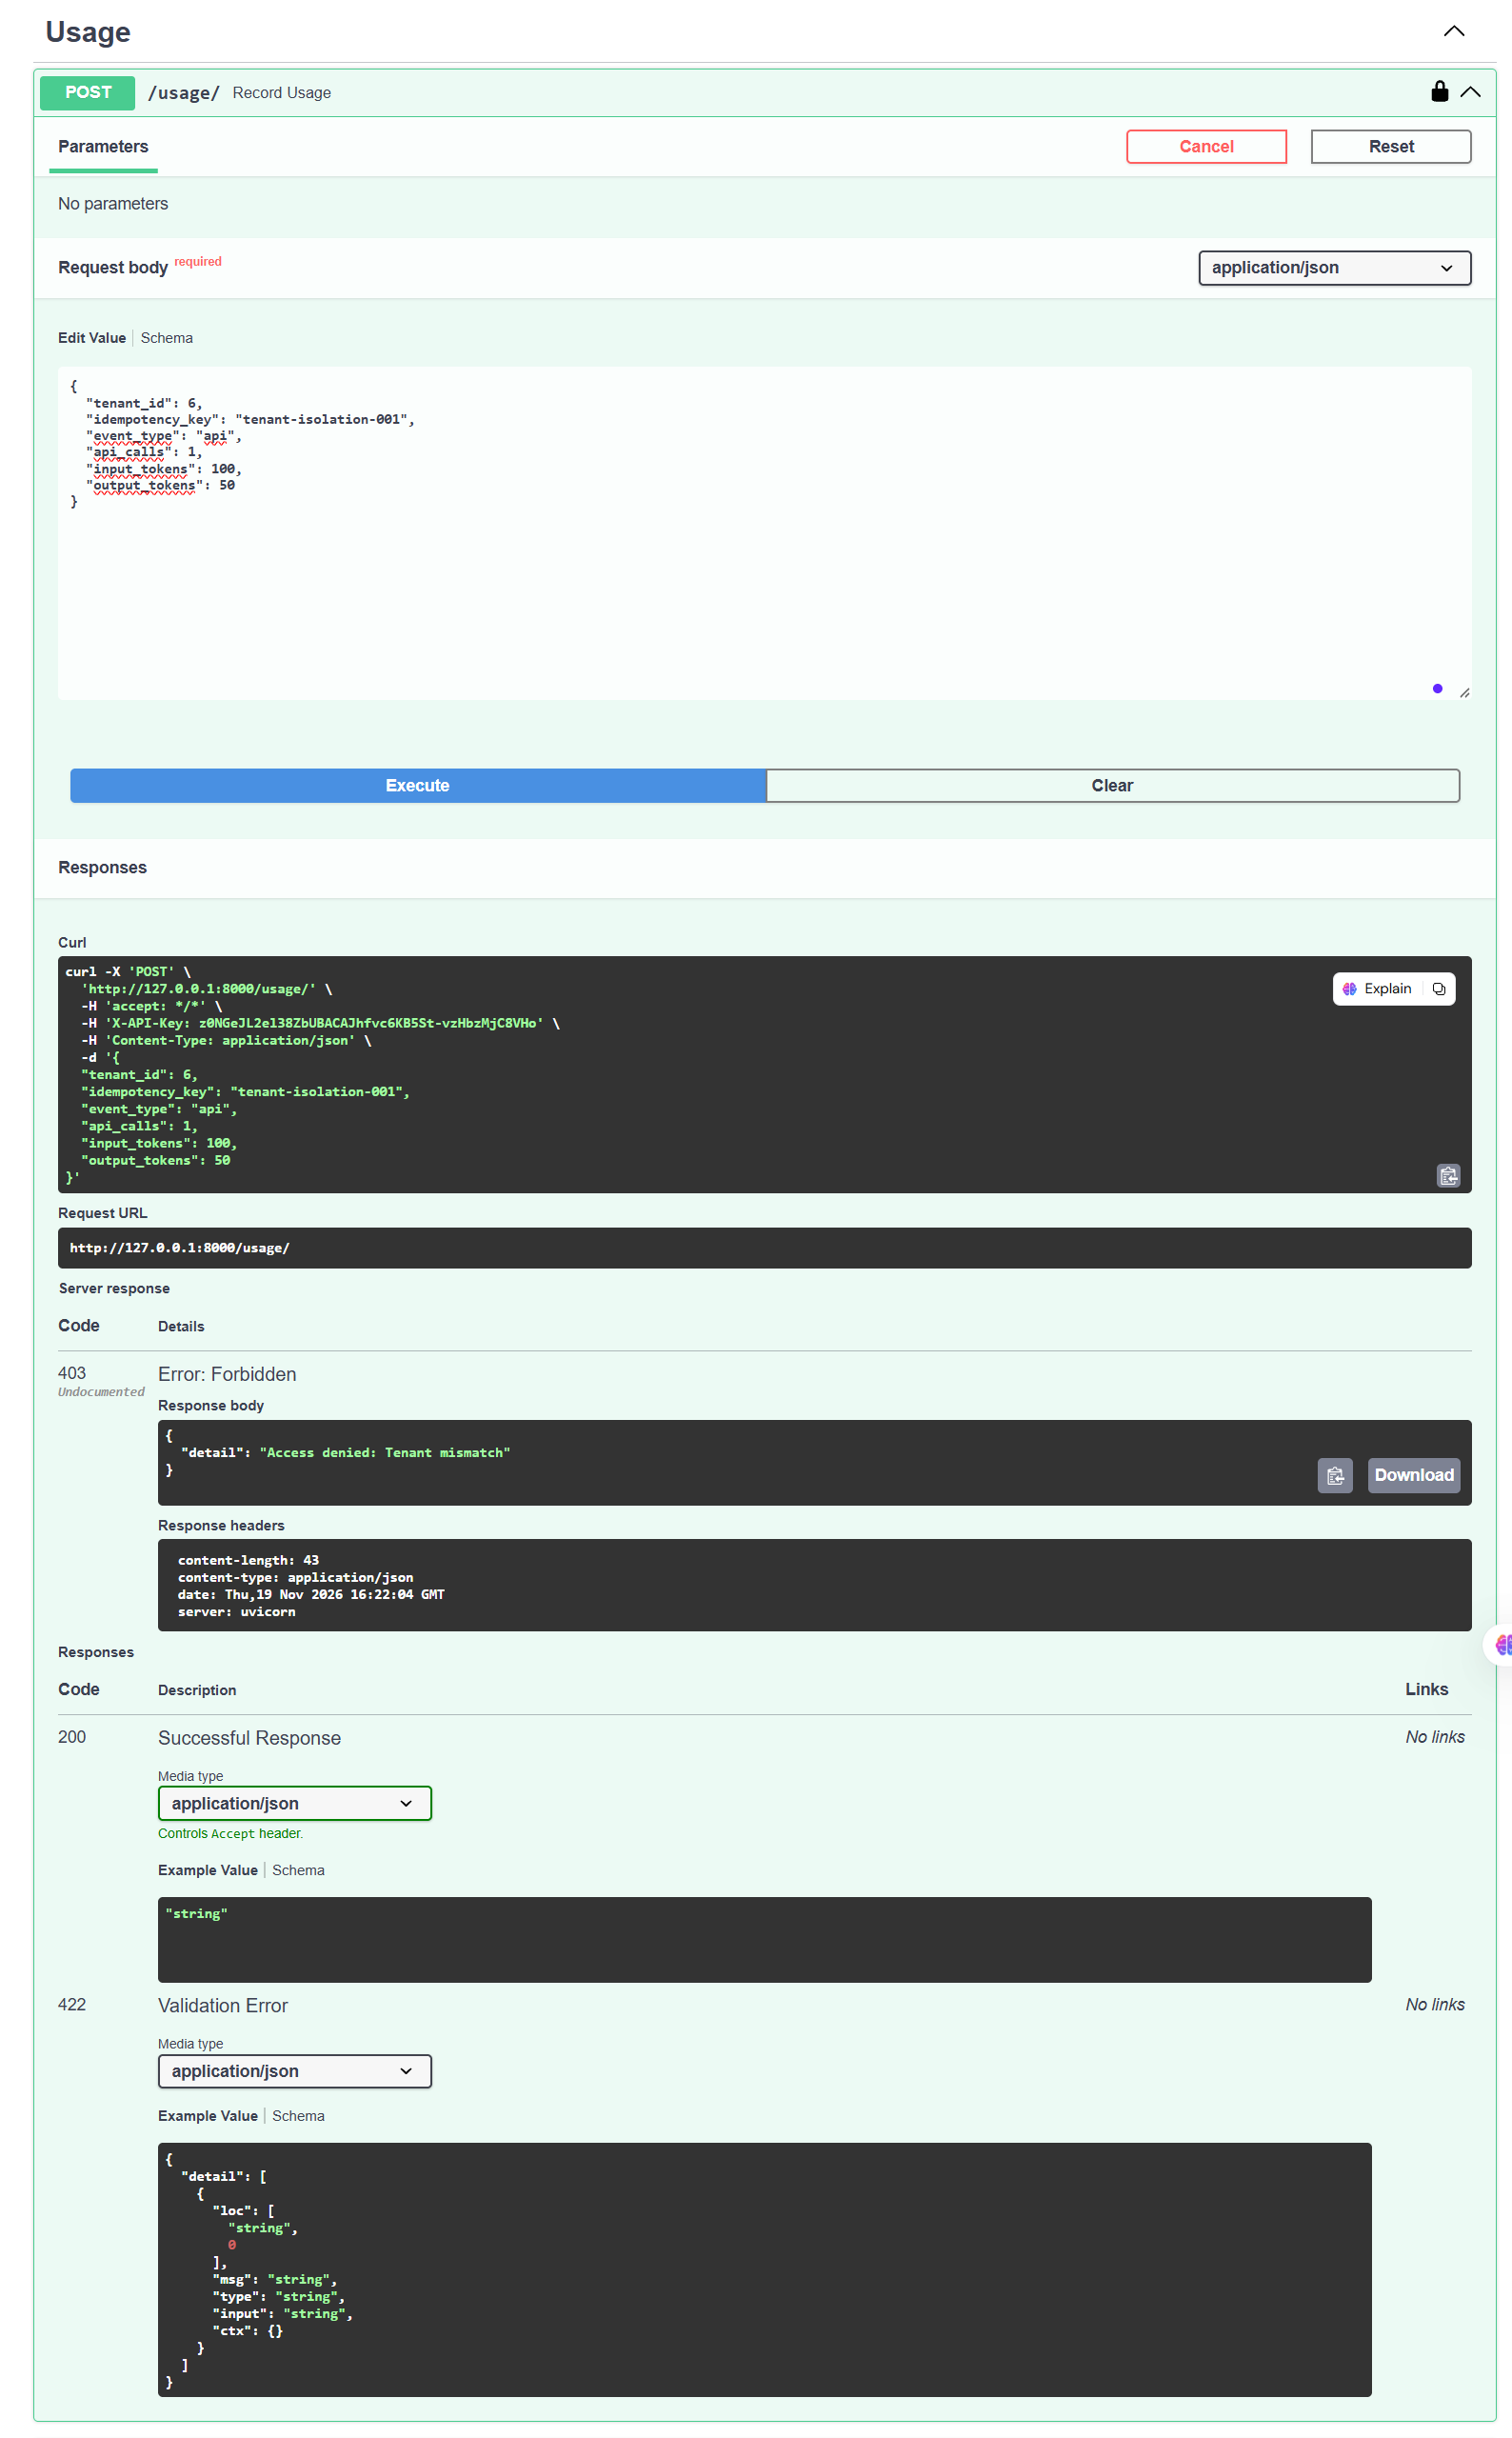 Usage
POST /usage/ Record Usage
Parameters
Cancel
Reset
No parameters
Request body required
application/json
Edit Value | Schema
{
  "tenant_id": 6,
  "idempotency_key": "tenant-isolation-001",
  "event_type": "api",
  "api_calls": 1,
  "input_tokens": 100,
  "output_tokens": 50
}
Execute
Clear
Responses
Curl
curl -X 'POST' \
  'http://127.0.0.1:8000/usage/' \
  -H 'accept: */*' \
  -H 'X-API-Key: z0NGeJL2el38ZbUBACAJhfvc6KB5St-vzHbzMjC8VHo' \
  -H 'Content-Type: application/json' \
  -d '{
  "tenant_id": 6,
  "idempotency_key": "tenant-isolation-001",
  "event_type": "api",
  "api_calls": 1,
  "input_tokens": 100,
  "output_tokens": 50
}'
Explain
Request URL
http://127.0.0.1:8000/usage/
Server response
Code Details
403 Error: Forbidden
Undocumented
Response body
{
  "detail": "Access denied: Tenant mismatch"
}
Download
Response headers
content-length: 43
content-type: application/json
date: Thu,19 Nov 2026 16:22:04 GMT
server: uvicorn
Responses
Code Description Links
200 Successful Response No links
Media type
application/json
Controls Accept header.
Example Value | Schema
"string"
422 Validation Error No links
Media type
application/json
Example Value | Schema
{
  "detail": [
    {
      "loc": [
        "string",
        0
      ],
      "msg": "string",
      "type": "string",
      "input": "string",
      "ctx": {}
    }
  ]
}